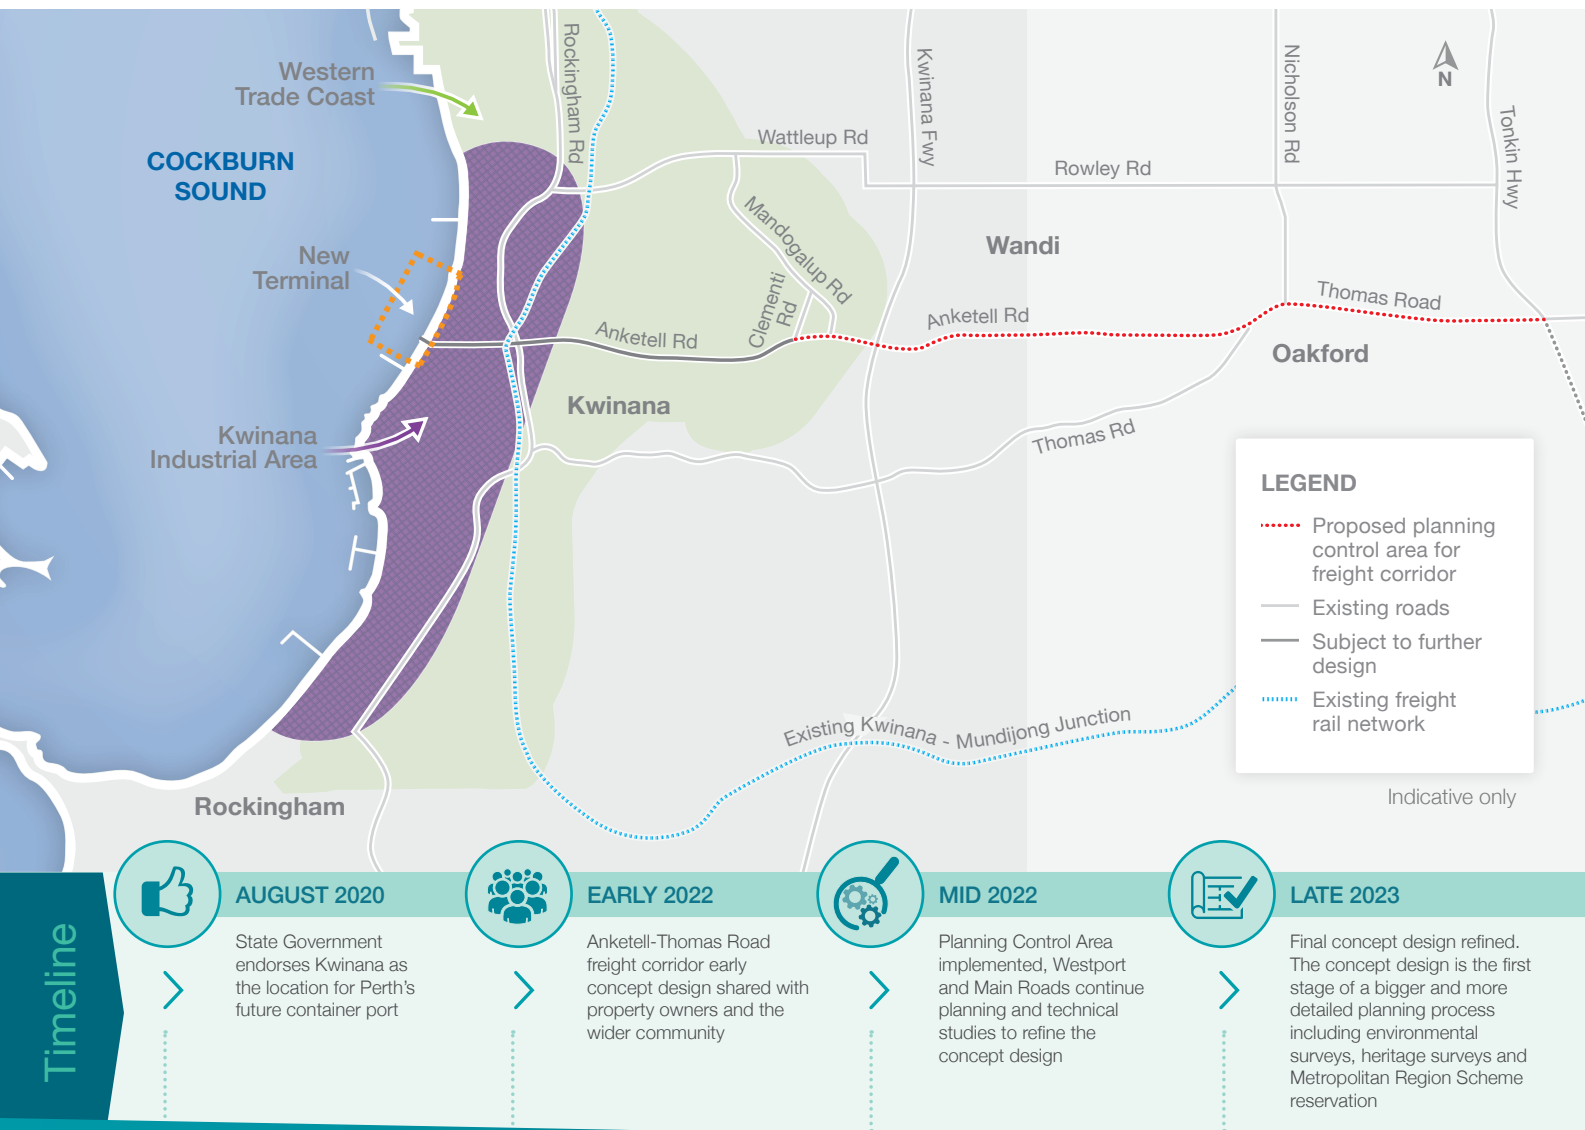 Western
Trade Coast
COCKBURN
SOUND
New
Terminal
Kwinana
Industrial Area
Rockingham Rd
Kwinana Fwy
Nicholson Rd
Tonkin Hwy
N
Wattleup Rd
Rowley Rd
Mandogalup Rd
Clementi
Rd
Wandi
Anketell Rd
Anketell Rd
Thomas Road
Oakford
Kwinana
Thomas Rd
Existing Kwinana - Mundijong Junction
Rockingham
LEGEND
Proposed planning
control area for
freight corridor
Existing roads
Subject to further
design
Existing freight
rail network
Indicative only
Timeline
AUGUST 2020
State Government
endorses Kwinana as
the location for Perth's
future container port
EARLY 2022
Anketell-Thomas Road
freight corridor early
concept design shared with
property owners and the
wider community
MID 2022
Planning Control Area
implemented, Westport
and Main Roads continue
planning and technical
studies to refine the
concept design
LATE 2023
Final concept design refined.
The concept design is the first
stage of a bigger and more
detailed planning process
including environmental
surveys, heritage surveys and
Metropolitan Region Scheme
reservation